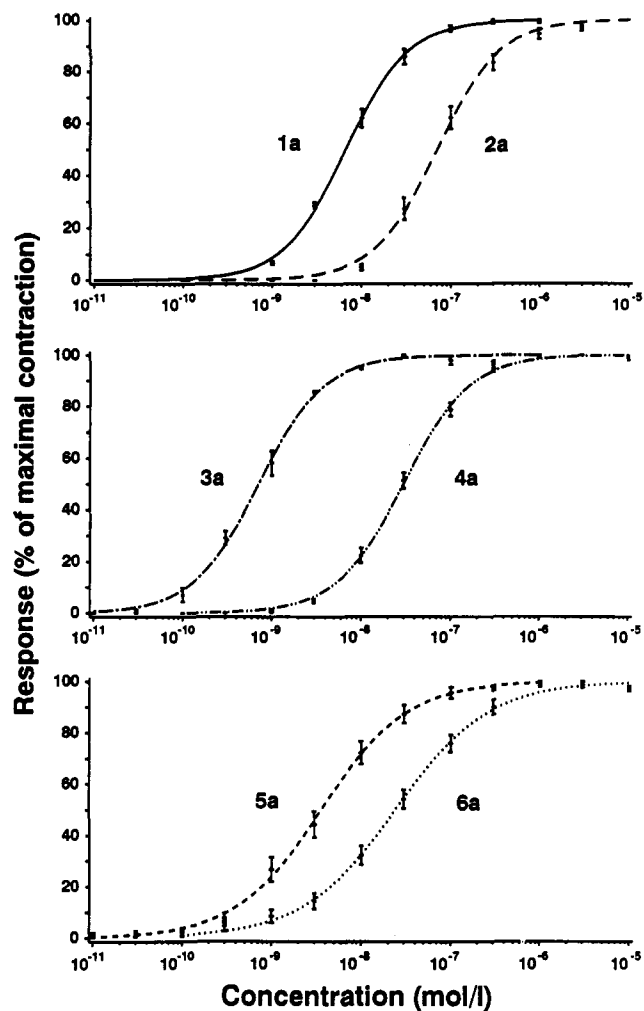 100
80
60
40
20
0
1a
2a
10⁻¹¹ 10⁻¹⁰ 10⁻⁹ 10⁻⁸ 10⁻⁷ 10⁻⁶ 10⁻⁵
Response (% of maximal contraction)
100
80
60
40
20
0
3a
4a
10⁻¹¹ 10⁻¹⁰ 10⁻⁹ 10⁻⁸ 10⁻⁷ 10⁻⁶ 10⁻⁵
100
80
60
40
20
0
5a
6a
10⁻¹¹ 10⁻¹⁰ 10⁻⁹ 10⁻⁸ 10⁻⁷ 10⁻⁶ 10⁻⁵
Concentration (mol/l)